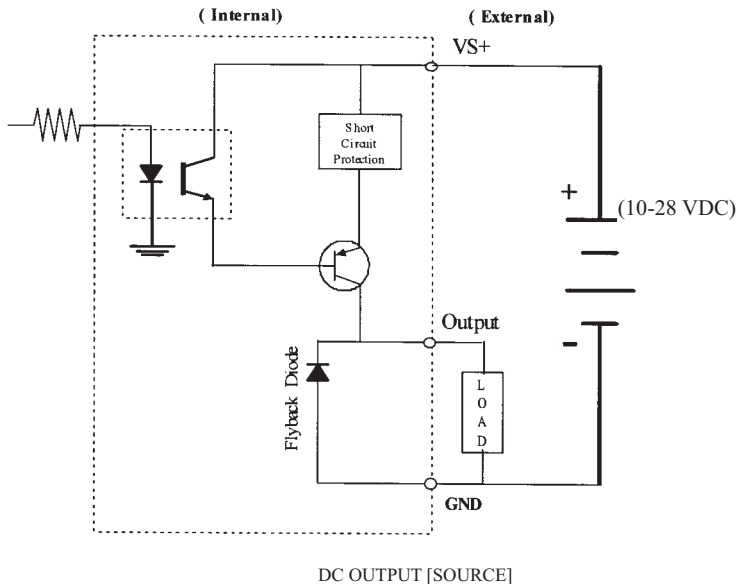 ( Internal)
( External)
VS+
Short
Circuit
Protection
+
(10-28 VDC)
Output
-
Flyback Diode
L
O
A
D
GND
DC OUTPUT [SOURCE]